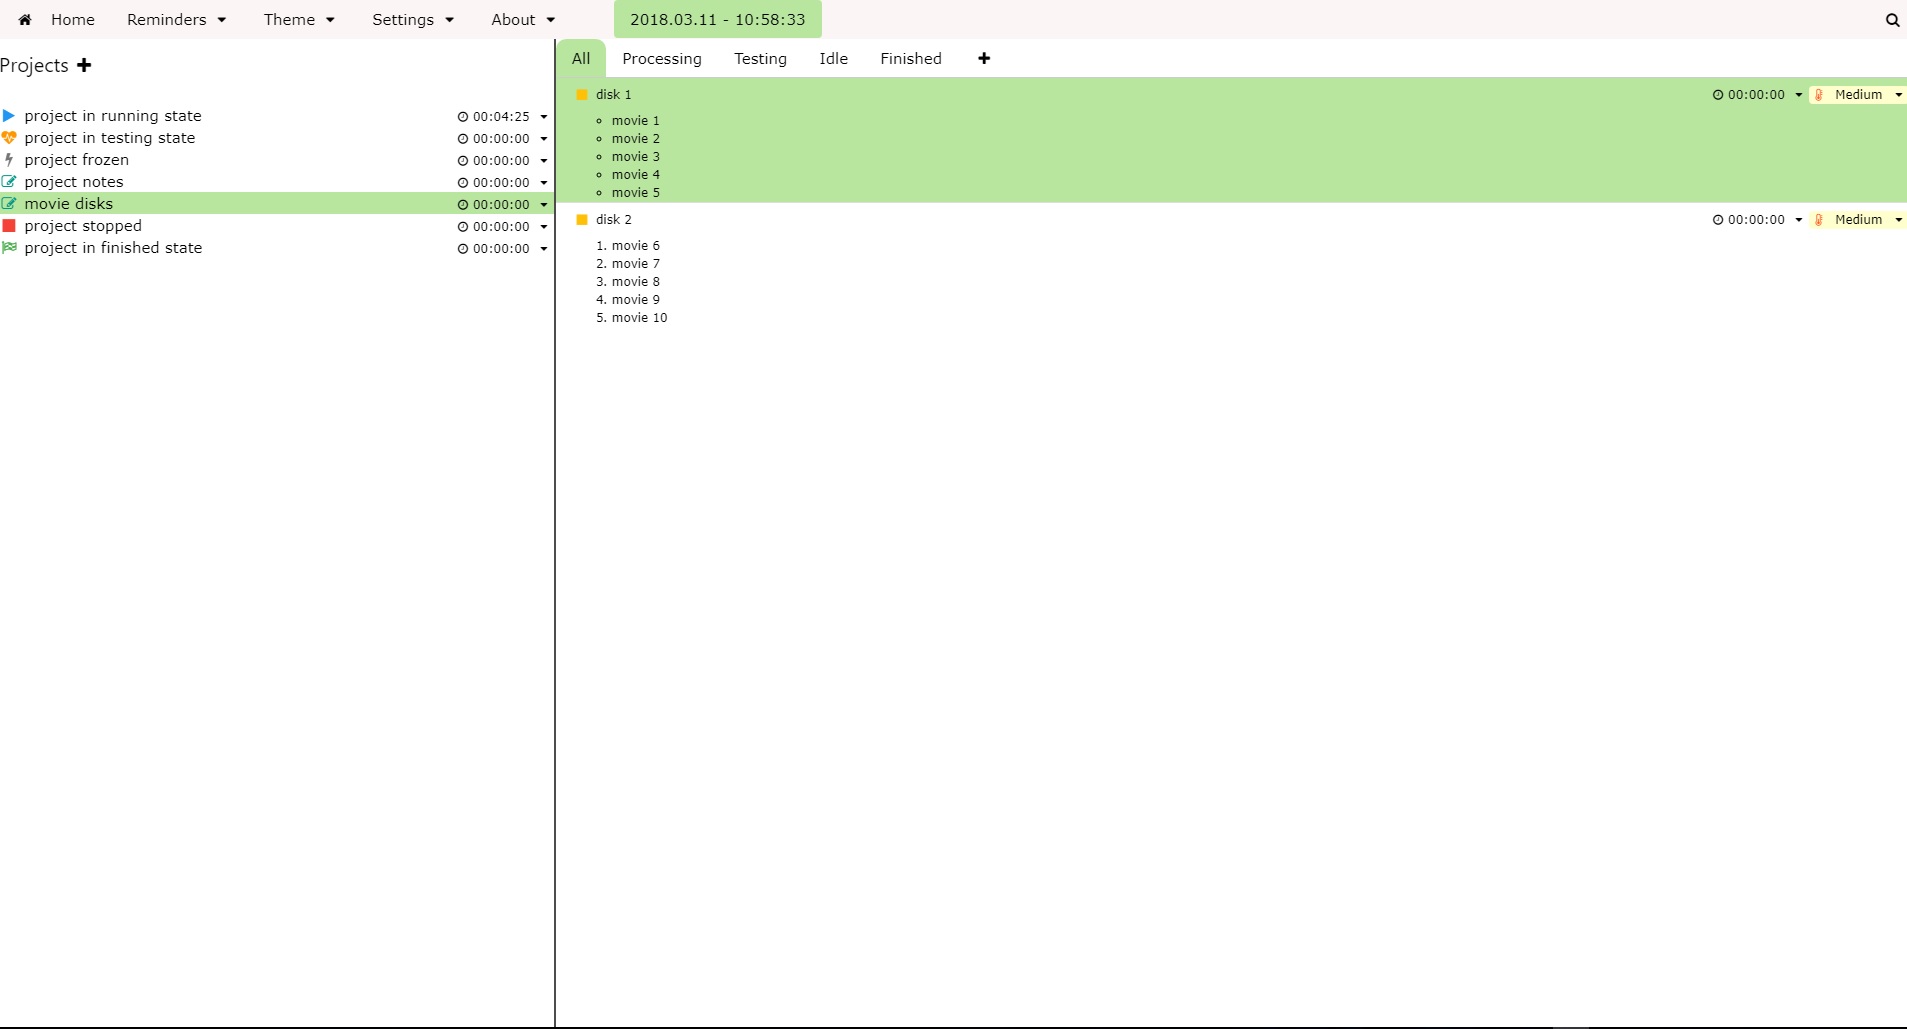 Home Reminders Theme Settings About 2018.03.11 - 10:58:33
Projects
project in running state 00:04:25
project in testing state 00:00:00
project frozen 00:00:00
project notes 00:00:00
movie disks 00:00:00
project stopped 00:00:00
project in finished state 00:00:00
All Processing Testing Idle Finished
disk 1 00:00:00 Medium
movie 1
movie 2
movie 3
movie 4
movie 5
disk 2 00:00:00 Medium
1. movie 6
2. movie 7
3. movie 8
4. movie 9
5. movie 10